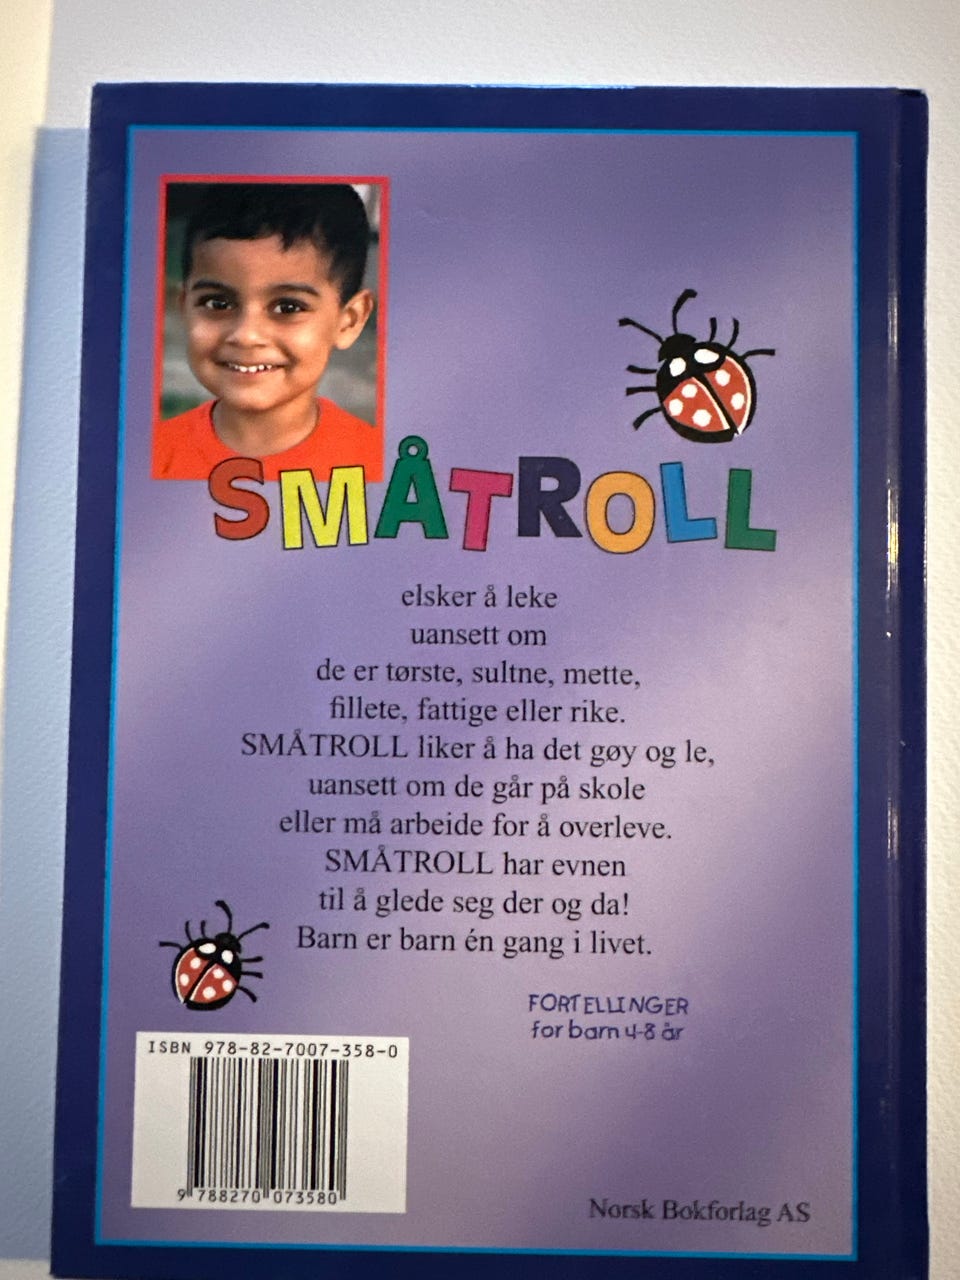 SMÅTROLL
elsker å leke
uansett om
de er tørste, sultne, mette,
fillete, fattige eller rike.
SMÅTROLL liker å ha det gøy og le,
uansett om de går på skole
eller må arbeide for å overleve.
SMÅTROLL har evnen
til å glede seg der og da!
Barn er barn én gang i livet.
FORTELLINGER
for barn 4-8 år
ISBN 978-82-7007-358-0
9 788270 073580
Norsk Bokforlag AS